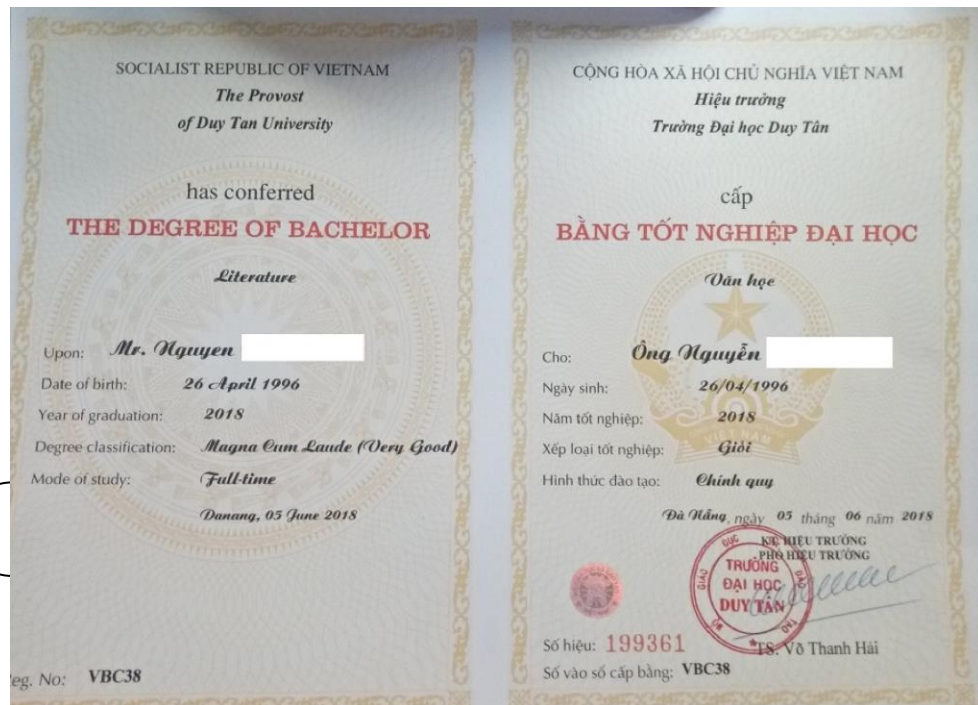 SOCIALIST REPUBLIC OF VIETNAM
The Provost
of Duy Tan University
has conferred
THE DEGREE OF BACHELOR
Literature
Upon: Mr. Nguyen
Date of birth: 26 April 1996
Year of graduation: 2018
Degree classification: Magna Cum Laude (Very Good)
Mode of study: Full-time
Danang, 05 June 2018
eg. No: VBC38
CỘNG HÒA XÃ HỘI CHỦ NGHĨA VIỆT NAM
Hiệu trưởng
Trường Đại học Duy Tân
cấp
BẰNG TỐT NGHIỆP ĐẠI HỌC
Văn học
Cho: Ông Nguyễn
Ngày sinh: 26/04/1996
Năm tốt nghiệp: 2018
Xếp loại tốt nghiệp: Giỏi
Hình thức đào tạo: Chính quy
Đà Nẵng, ngày 05 tháng 06 năm 2018
KT. HIỆU TRƯỞNG
PHÓ HIỆU TRƯỞNG
TRƯỜNG
ĐẠI HỌC
DUY TÂN
TS. Võ Thanh Hải
Số hiệu: 199361
Số vào sổ cấp bằng: VBC38